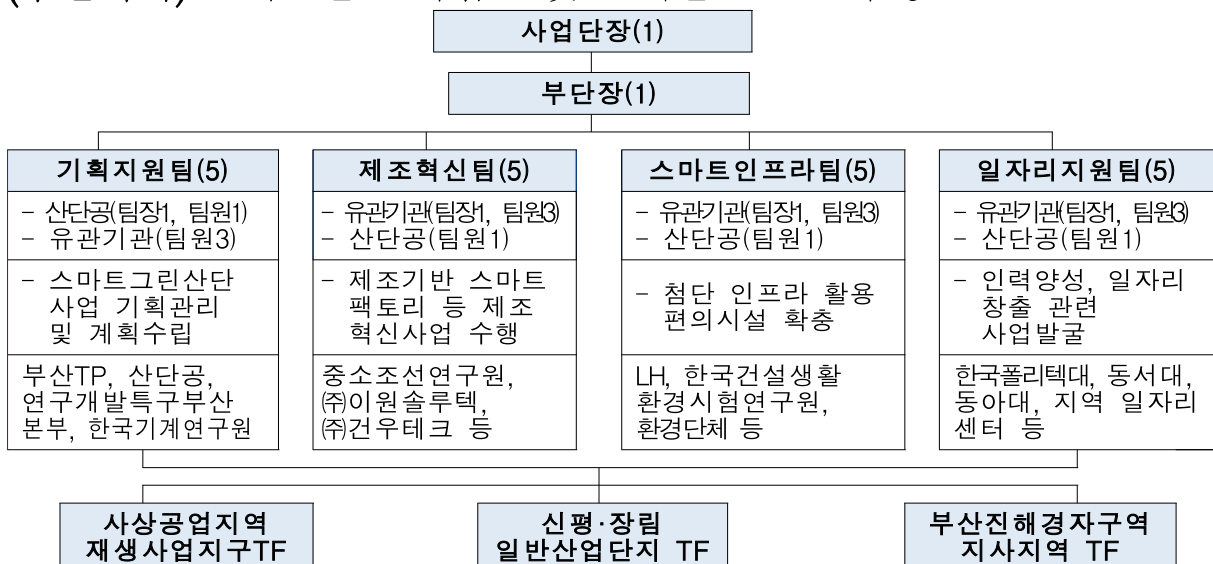 사업단장(1)
부단장(1)
기획지원팀(5)
- 산단공(팀장1, 팀원1)
- 유관기관(팀원3)
- 스마트그린산단
사업 기획관리
및 계획수립
부산TP, 산단공,
연구개발특구부산
본부, 한국기계연구원
제조혁신팀(5)
- 유관기관(팀장1, 팀원3)
- 산단공(팀원1)
- 제조기반 스마트
팩토리 등 제조
혁신사업 수행
중소조선연구원,
㈜이원솔루텍,
㈜건우테크 등
스마트인프라팀(5)
- 유관기관(팀장1, 팀원3)
- 산단공(팀원1)
- 첨단 인프라 활용
편의시설 확충
LH, 한국건설생활
환경시험연구원,
환경단체 등
일자리지원팀(5)
- 유관기관(팀장1, 팀원3)
- 산단공(팀원1)
- 인력양성, 일자리
창출 관련
사업발굴
한국폴리텍대, 동서대,
동아대, 지역 일자리
센터 등
사상공업지역
재생사업지구TF
신평·장림
일반산업단지 TF
부산진해경자구역
지사지역 TF